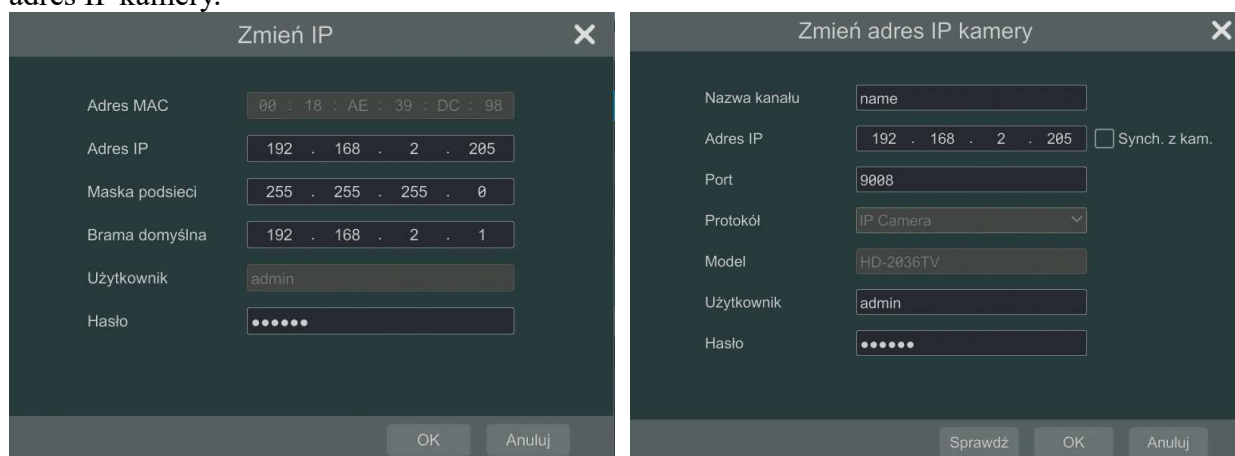 adres IP kamery.
Zmień IP
Adres MAC 00 : 18 : AE : 39 : DC : 98
Adres IP 192 . 168 . 2 . 205
Maska podsieci 255 . 255 . 255 . 0
Brama domyślna 192 . 168 . 2 . 1
Użytkownik admin
Hasło ●●●●●●
OK Anuluj
Zmień adres IP kamery
Nazwa kanału name
Adres IP 192 . 168 . 2 . 205 Synch. z kam.
Port 9008
Protokół IP Camera
Model HD-2036TV
Użytkownik admin
Hasło ●●●●●●
Sprawdź OK Anuluj